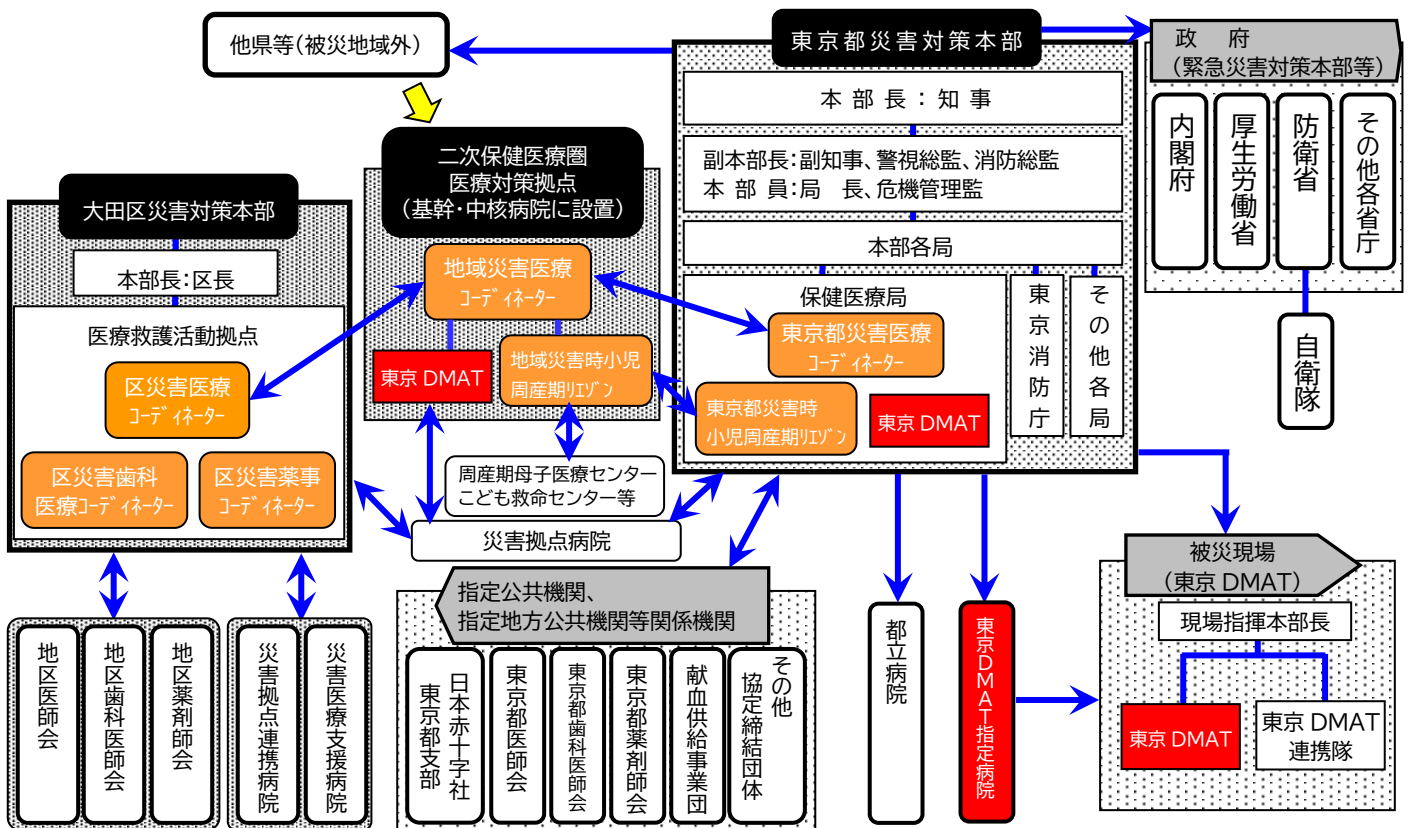 他県等(被災地域外)
東京都災害対策本部
本部長:知事
副本部長:副知事、警視総監、消防総監
本部員:局 長、危機管理監
本部各局
保健医療局
東京都災害医療
ｺｰﾃﾞｨﾈｰﾀｰ
東京都災害時
小児周産期ﾘｴｿﾞﾝ
東京 DMAT
東京消防庁
その他各局
政 府
(緊急災害対策本部等)
内閣府
厚生労働省
防衛省
その他各省庁
自衛隊
二次保健医療圏
医療対策拠点
(基幹・中核病院に設置)
地域災害医療
ｺｰﾃﾞｨﾈｰﾀｰ
東京 DMAT
地域災害時小児
周産期ﾘｴｿﾞﾝ
周産期母子医療センター
こども救命センター等
災害拠点病院
大田区災害対策本部
本部長:区長
医療救護活動拠点
区災害医療
ｺｰﾃﾞｨﾈｰﾀｰ
区災害歯科
医療ｺｰﾃﾞｨﾈｰﾀｰ
区災害薬事
ｺｰﾃﾞｨﾈｰﾀｰ
地区医師会
地区歯科医師会
地区薬剤師会
災害拠点連携病院
災害医療支援病院
指定公共機関、
指定地方公共機関等関係機関
日本赤十字社
東京都支部
東京都医師会
東京都歯科医師会
東京都薬剤師会
献血供給事業団
その他
協定締結団体
都立病院
東京DMAT指定病院
被災現場
(東京 DMAT)
現場指揮本部長
東京 DMAT
東京 DMAT
連携隊